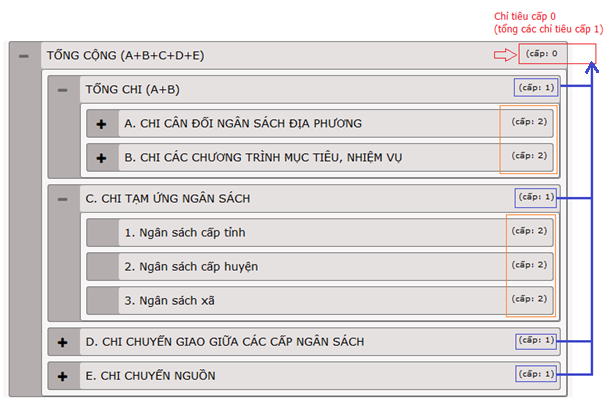 Chỉ tiêu cấp 0
(tổng các chỉ tiêu cấp 1)
TỔNG CỘNG (A+B+C+D+E) (cấp: 0
TỔNG CHI (A+B) (cấp: 1)
A. CHI CÂN ĐỐI NGÂN SÁCH ĐỊA PHƯƠNG (cấp: 2)
B. CHI CÁC CHƯƠNG TRÌNH MỤC TIÊU, NHIỆM VỤ (cấp: 2)
C. CHI TẠM ỨNG NGÂN SÁCH (cấp: 1)
1. Ngân sách cấp tỉnh (cấp: 2)
2. Ngân sách cấp huyện (cấp: 2)
3. Ngân sách xã (cấp: 2)
D. CHI CHUYỂN GIAO GIỮA CÁC CẤP NGÂN SÁCH (cấp: 1)
E. CHI CHUYỂN NGUỒN (cấp: 1)